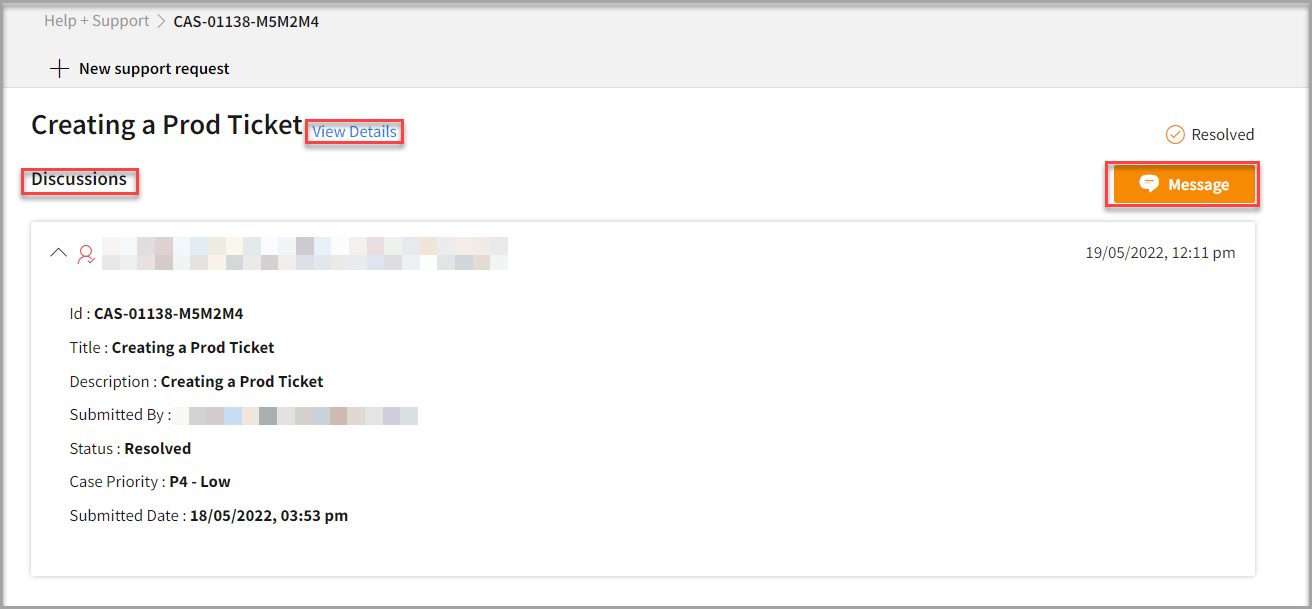 Help + Support > CAS-01138-M5M2M4
New support request
Creating a Prod Ticket View Details
Resolved
Discussions
Message
19/05/2022, 12:11 pm
Id : CAS-01138-M5M2M4
Title : Creating a Prod Ticket
Description : Creating a Prod Ticket
Submitted By :
Status : Resolved
Case Priority : P4 - Low
Submitted Date : 18/05/2022, 03:53 pm